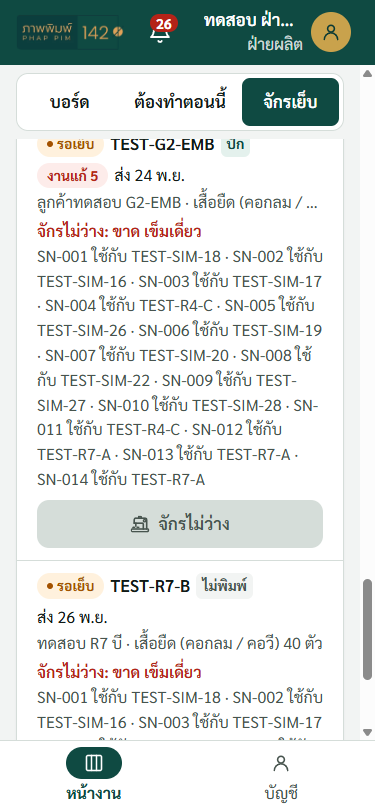 ภาพพิมพ์
PHAP PIM
142
26
ทดสอบ ฝ่า...
ฝ่ายผลิต
บอร์ด
ต้องทำตอนนี้
จักรเย็บ
รอเย็บ TEST-G2-EMB ปัก
งานแก้ 5 ส่ง 24 พ.ย.
ลูกค้าทดสอบ G2-EMB · เสื้อยืด (คอกลม / ...
จักรไม่ว่าง: ขาด เข็มเดี่ยว
SN-001 ใช้กับ TEST-SIM-18 · SN-002 ใช้กับ
TEST-SIM-16 · SN-003 ใช้กับ TEST-SIM-17
· SN-004 ใช้กับ TEST-R4-C · SN-005 ใช้กับ
TEST-SIM-26 · SN-006 ใช้กับ TEST-SIM-19
· SN-007 ใช้กับ TEST-SIM-20 · SN-008 ใช้
กับ TEST-SIM-22 · SN-009 ใช้กับ TEST-
SIM-27 · SN-010 ใช้กับ TEST-SIM-28 · SN-
011 ใช้กับ TEST-R4-C · SN-012 ใช้กับ
TEST-R7-A · SN-013 ใช้กับ TEST-R7-A ·
SN-014 ใช้กับ TEST-R7-A
จักรไม่ว่าง
รอเย็บ TEST-R7-B ไม่พิมพ์
ส่ง 26 พ.ย.
ทดสอบ R7 บี · เสื้อยืด (คอกลม / คอวี) 40 ตัว
จักรไม่ว่าง: ขาด เข็มเดี่ยว
SN-001 ใช้กับ TEST-SIM-18 · SN-002 ใช้กับ
TEST-SIM-16 · SN-003 ใช้กับ TEST-SIM-17
หน้างาน
บัญชี